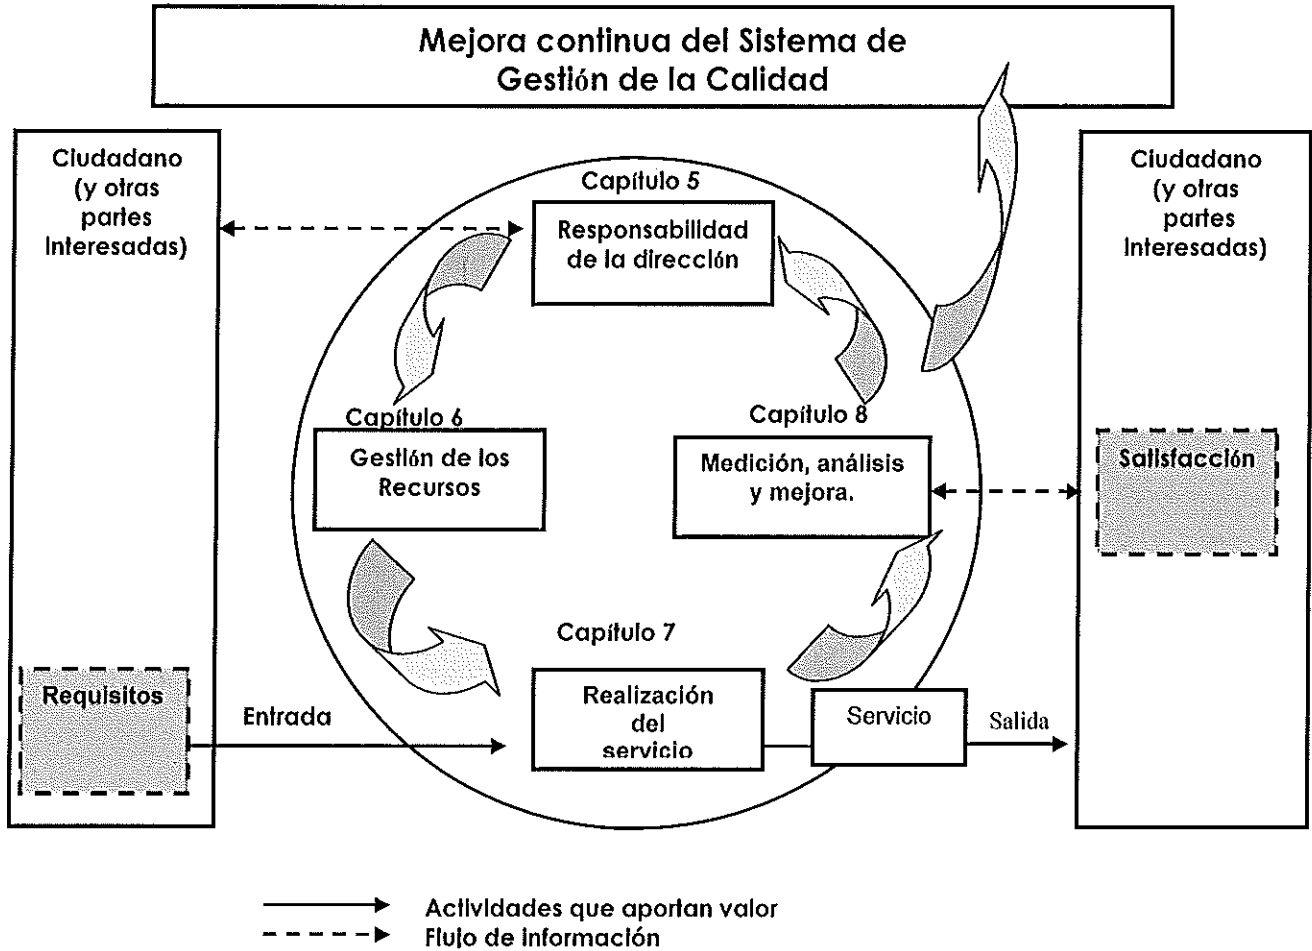 Mejora continua del Sistema de
Gestión de la Calidad
Ciudadano
(y otras
partes
Interesadas)
Capítulo 5
Responsabilidad
de la dirección
Ciudadano
(y otras
partes
Interesadas)
Capítulo 6
Gestión de los
Recursos
Capítulo 8
Medición, análisis
y mejora.
Satisfacción
Capítulo 7
Realización
del
servicio
Requisitos
Entrada
Servicio
Salida
Actividades que aportan valor
Flujo de información